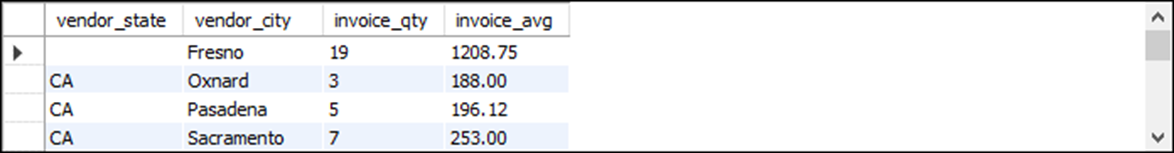 vendor_state vendor_city invoice_qty invoice_avg
Fresno 19 1208.75
CA Oxnard 3 188.00
CA Pasadena 5 196.12
CA Sacramento 7 253.00